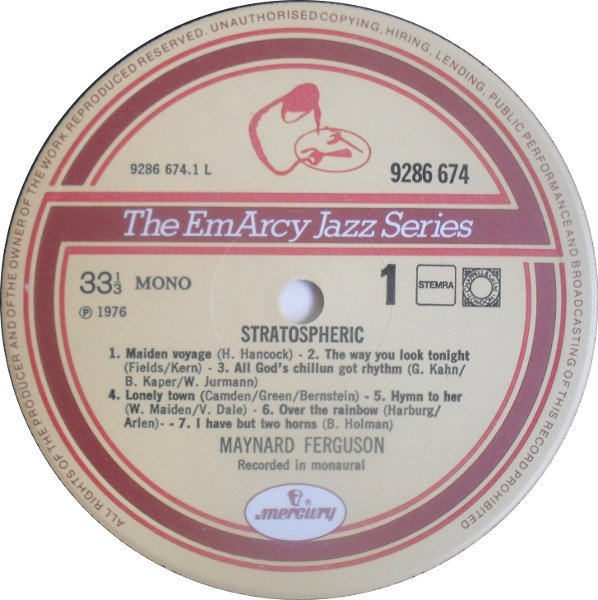 ALL RIGHTS OF THE PRODUCER AND OF THE OWNER OF THE WORK REPRODUCED RESERVED. UNAUTHORISED COPYING, HIRING, LENDING, PUBLIC PERFORMANCE AND BROADCASTING OF THIS RECORD PROHIBITED
9286 674.1 L
9286 674
The EmArcy Jazz Series
33⅓ MONO
1
STEMRA
℗ 1976
STRATOSPHERIC
1. Maiden voyage (H. Hancock) - 2. The way you look tonight
(Fields/Kern) - 3. All God's chillun got rhythm (G. Kahn/
B. Kaper/W. Jurmann)
4. Lonely town (Camden/Green/Bernstein) - 5. Hymn to her
(W. Maiden/V. Dale) - 6. Over the rainbow (Harburg/
Arlen)- - 7. I have but two horns (B. Holman)
MAYNARD FERGUSON
Recorded in monaural
®
mercury